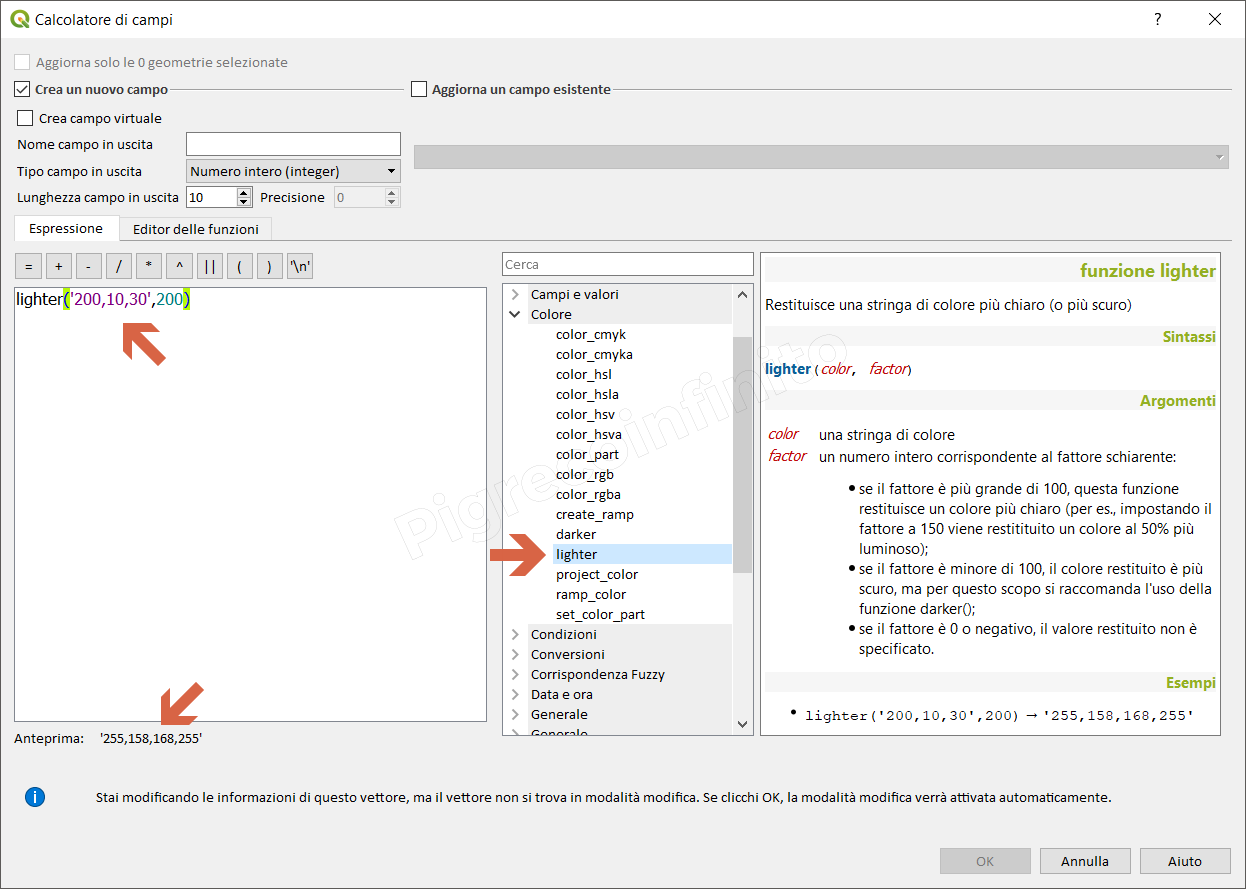 Calcolatore di campi
?
Aggiorna solo le 0 geometrie selezionate
Crea un nuovo campo
Aggiorna un campo esistente
Crea campo virtuale
Nome campo in uscita
Tipo campo in uscita
Numero intero (integer)
Lunghezza campo in uscita
10
Precisione
0
Espressione
Editor delle funzioni
= + - / * ^ || ( ) '\n'
lighter('200,10,30',200)
Anteprima: '255,158,168,255'
Cerca
Campi e valori
Colore
color_cmyk
color_cmyka
color_hsl
color_hsla
color_hsv
color_hsva
color_part
color_rgb
color_rgba
create_ramp
darker
lighter
project_color
ramp_color
set_color_part
Condizioni
Conversioni
Corrispondenza Fuzzy
Data e ora
Generale
Generale
funzione lighter
Restituisce una stringa di colore più chiaro (o più scuro)
Sintassi
lighter(color, factor)
Argomenti
color una stringa di colore
factor un numero intero corrispondente al fattore schiarente:
• se il fattore è più grande di 100, questa funzione
restituisce un colore più chiaro (per es., impostando il
fattore a 150 viene restitituito un colore al 50% più
luminoso);
• se il fattore è minore di 100, il colore restituito è più
scuro, ma per questo scopo si raccomanda l'uso della
funzione darker();
• se il fattore è 0 o negativo, il valore restituito non è
specificato.
Esempi
• lighter('200,10,30',200) → '255,158,168,255'
Pigrecoinfinito
Stai modificando le informazioni di questo vettore, ma il vettore non si trova in modalità modifica. Se clicchi OK, la modalità modifica verrà attivata automaticamente.
OK
Annulla
Aiuto